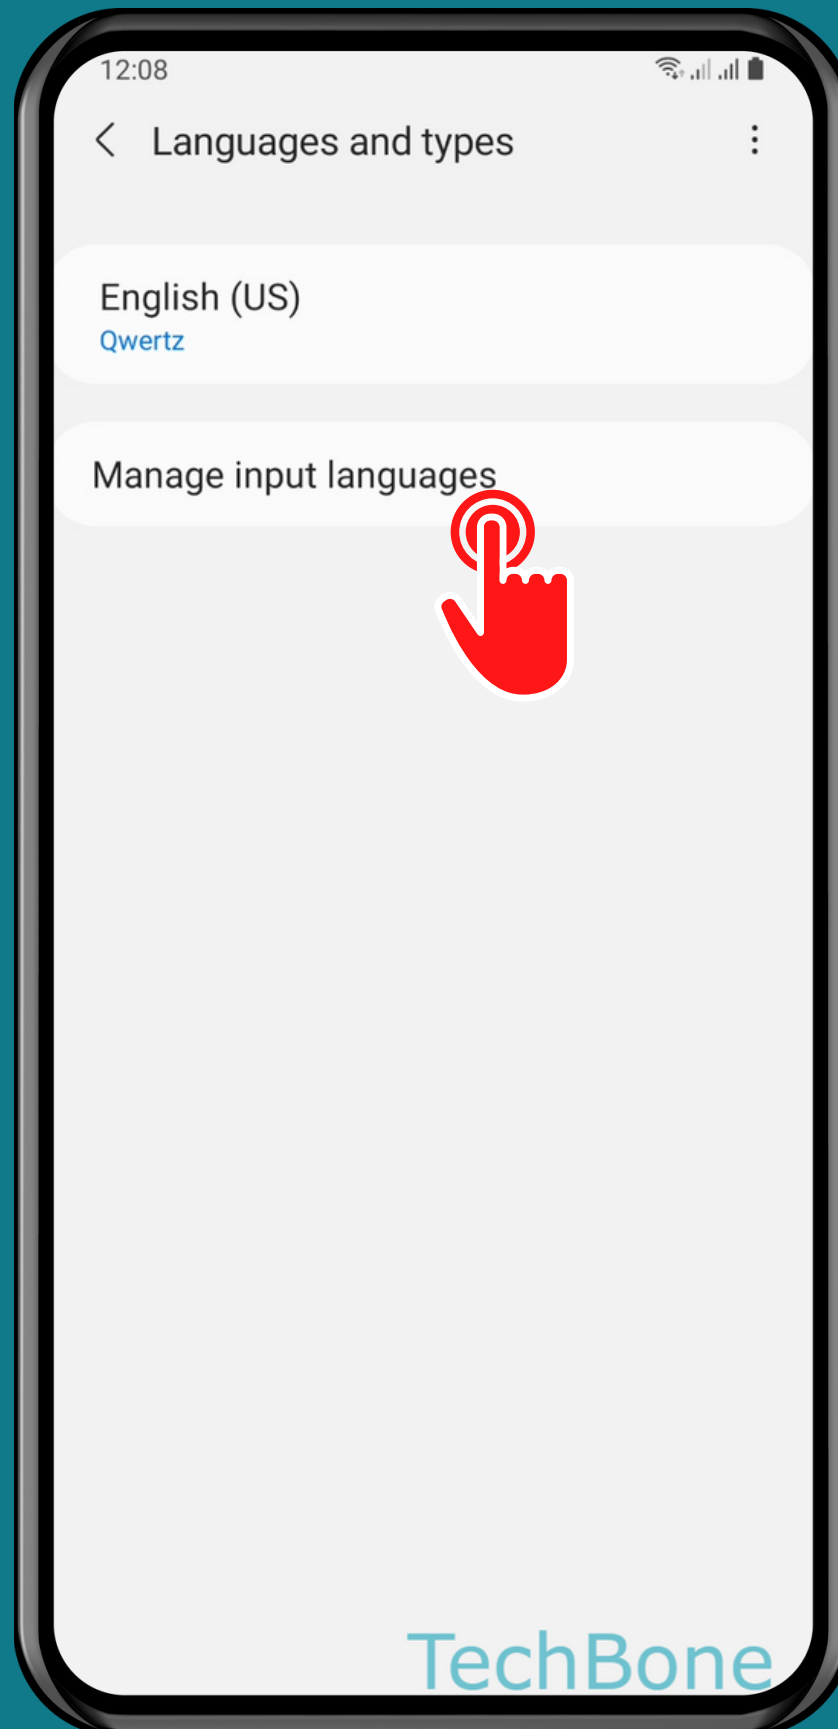 12:08
Languages and types
English (US)
Qwertz
Manage input languages
TechBone